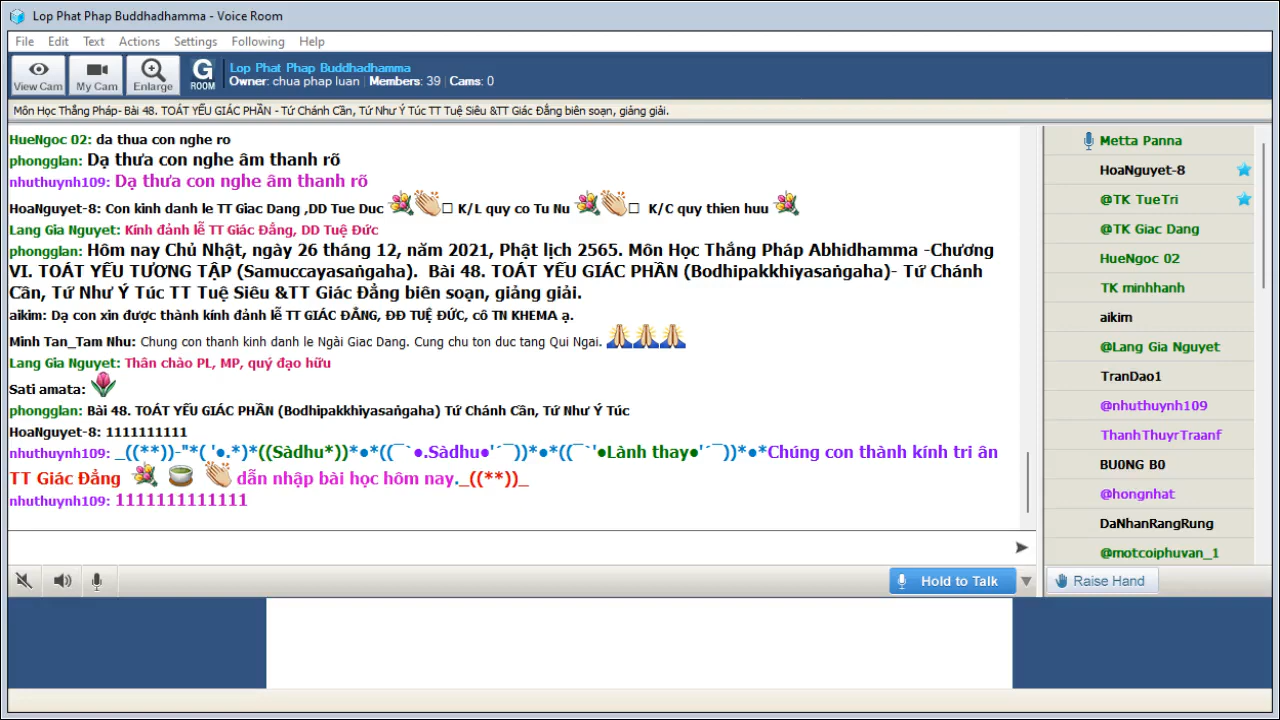 Lop Phat Phap Buddhadhamma - Voice Room
File Edit Text Actions Settings Following Help
View Cam My Cam Enlarge G ROOM
Lop Phat Phap Buddhadhamma
Owner: chua phap luan Members: 39 Cams: 0
Môn Học Thắng Pháp- Bài 48. TOÁT YẾU GIÁC PHẦN - Tứ Chánh Cần, Tứ Như Ý Túc TT Tuệ Siêu &TT Giác Đẳng biên soạn, giảng giải.
HueNgoc 02: da thua con nghe ro
phongglan: Dạ thưa con nghe âm thanh rõ
nhuthuynh109: Dạ thưa con nghe âm thanh rõ
HoaNguyet-8: Con kinh danh le TT Giac Dang ,DD Tue Duc K/L quy co Tu Nu K/C quy thien huu
Lang Gia Nguyet: Kính đảnh lễ TT Giác Đẳng, DD Tuệ Đức
phongglan: Hôm nay Chủ Nhật, ngày 26 tháng 12, năm 2021, Phật lịch 2565. Môn Học Thắng Pháp Abhidhamma -Chương
VI. TOÁT YẾU TƯƠNG TẬP (Samuccayasaṅgaha). Bài 48. TOÁT YẾU GIÁC PHẦN (Bodhipakkhiyasaṅgaha)- Tứ Chánh
Cần, Tứ Như Ý Túc TT Tuệ Siêu &TT Giác Đẳng biên soạn, giảng giải.
aikim: Dạ con xin được thành kính đảnh lễ TT GIÁC ĐẲNG, ĐĐ TUỆ ĐỨC, cô TN KHEMA ạ.
Minh Tan_Tam Nhu: Chung con thanh kinh danh le Ngài Giac Dang. Cung chu ton duc tang Qui Ngai.
Lang Gia Nguyet: Thân chào PL, MP, quý đạo hữu
Sati amata:
phongglan: Bài 48. TOÁT YẾU GIÁC PHẦN (Bodhipakkhiyasaṅgaha) Tứ Chánh Cần, Tứ Như Ý Túc
HoaNguyet-8: 1111111111
nhuthuynh109: _((**))-"*( '●.*)*((Sàdhu*))*●*((¯`●.Sàdhu●'´¯))*●*((¯`'●Lành thay●'´¯))*●*Chúng con thành kính tri ân
TT Giác Đẳng dẫn nhập bài học hôm nay._((**))_
nhuthuynh109: 11111111111111
Hold to Talk
Metta Panna
HoaNguyet-8
@TK TueTri
@TK Giac Dang
HueNgoc 02
TK minhhanh
aikim
@Lang Gia Nguyet
TranDao1
@nhuthuynh109
ThanhThuyrTraanf
BU0NG B0
@hongnhat
DaNhanRangRung
@motcoiphuvan_1
Raise Hand